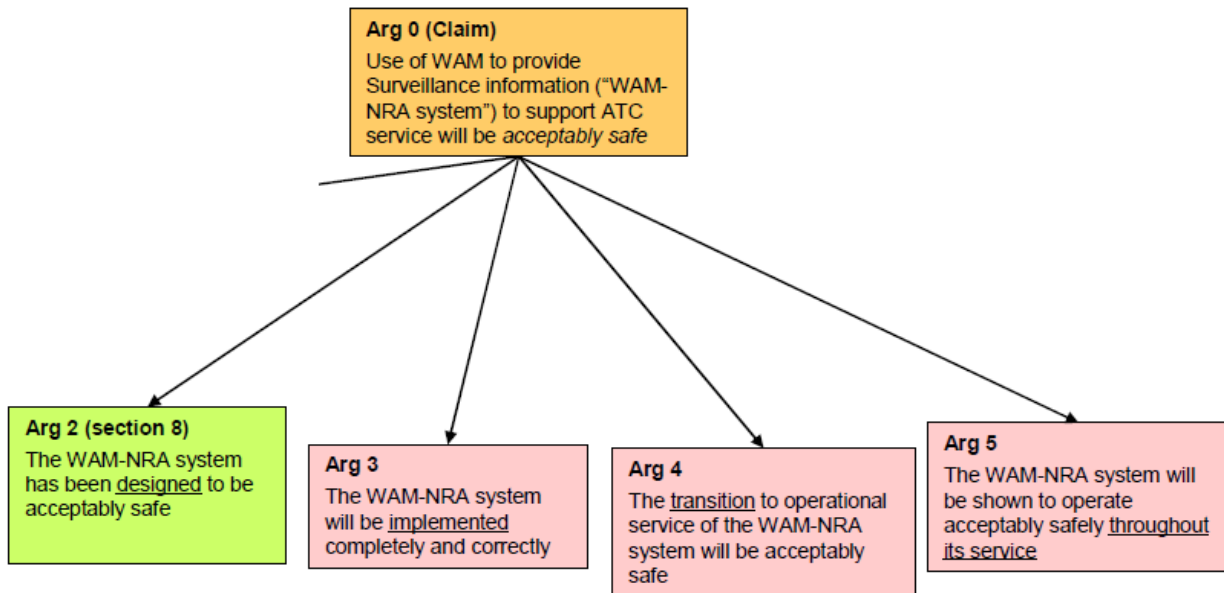 Arg 0 (Claim)
Use of WAM to provide
Surveillance information (“WAM-
NRA system”) to support ATC
service will be acceptably safe
Arg 2 (section 8)
The WAM-NRA system
has been designed to be
acceptably safe
Arg 3
The WAM-NRA system
will be implemented
completely and correctly
Arg 4
The transition to operational
service of the WAM-NRA
system will be acceptably
safe
Arg 5
The WAM-NRA system will
be shown to operate
acceptably safely throughout
its service